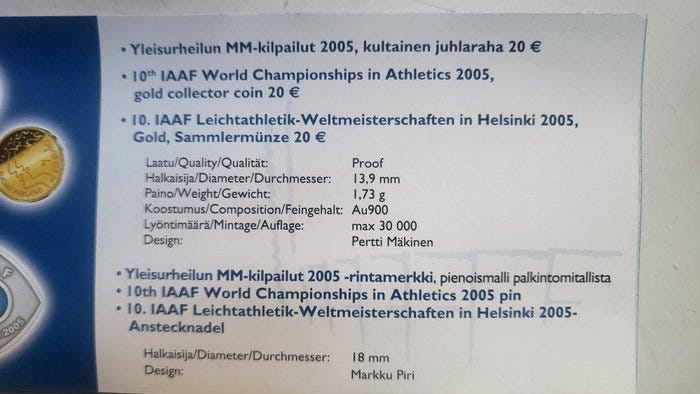 • Yleisurheilun MM-kilpailut 2005, kultainen juhlaraha 20 €
• 10th IAAF World Championships in Athletics 2005,
gold collector coin 20 €
• 10. IAAF Leichtathletik-Weltmeisterschaften in Helsinki 2005,
Gold, Sammlermünze 20 €
Laatu/Quality/Qualität: Proof
Halkaisija/Diameter/Durchmesser: 13,9 mm
Paino/Weight/Gewicht: 1,73 g
Koostumus/Composition/Feingehalt: Au900
Lyöntimäärä/Mintage/Auflage: max 30 000
Design: Pertti Mäkinen
• Yleisurheilun MM-kilpailut 2005 -rintamerkki, pienoismalli palkintomitallista
• 10th IAAF World Championships in Athletics 2005 pin
• 10. IAAF Leichtathletik-Weltmeisterschaften in Helsinki 2005-
Anstecknadel
Halkaisija/Diameter/Durchmesser: 18 mm
Design: Markku Piri
2005